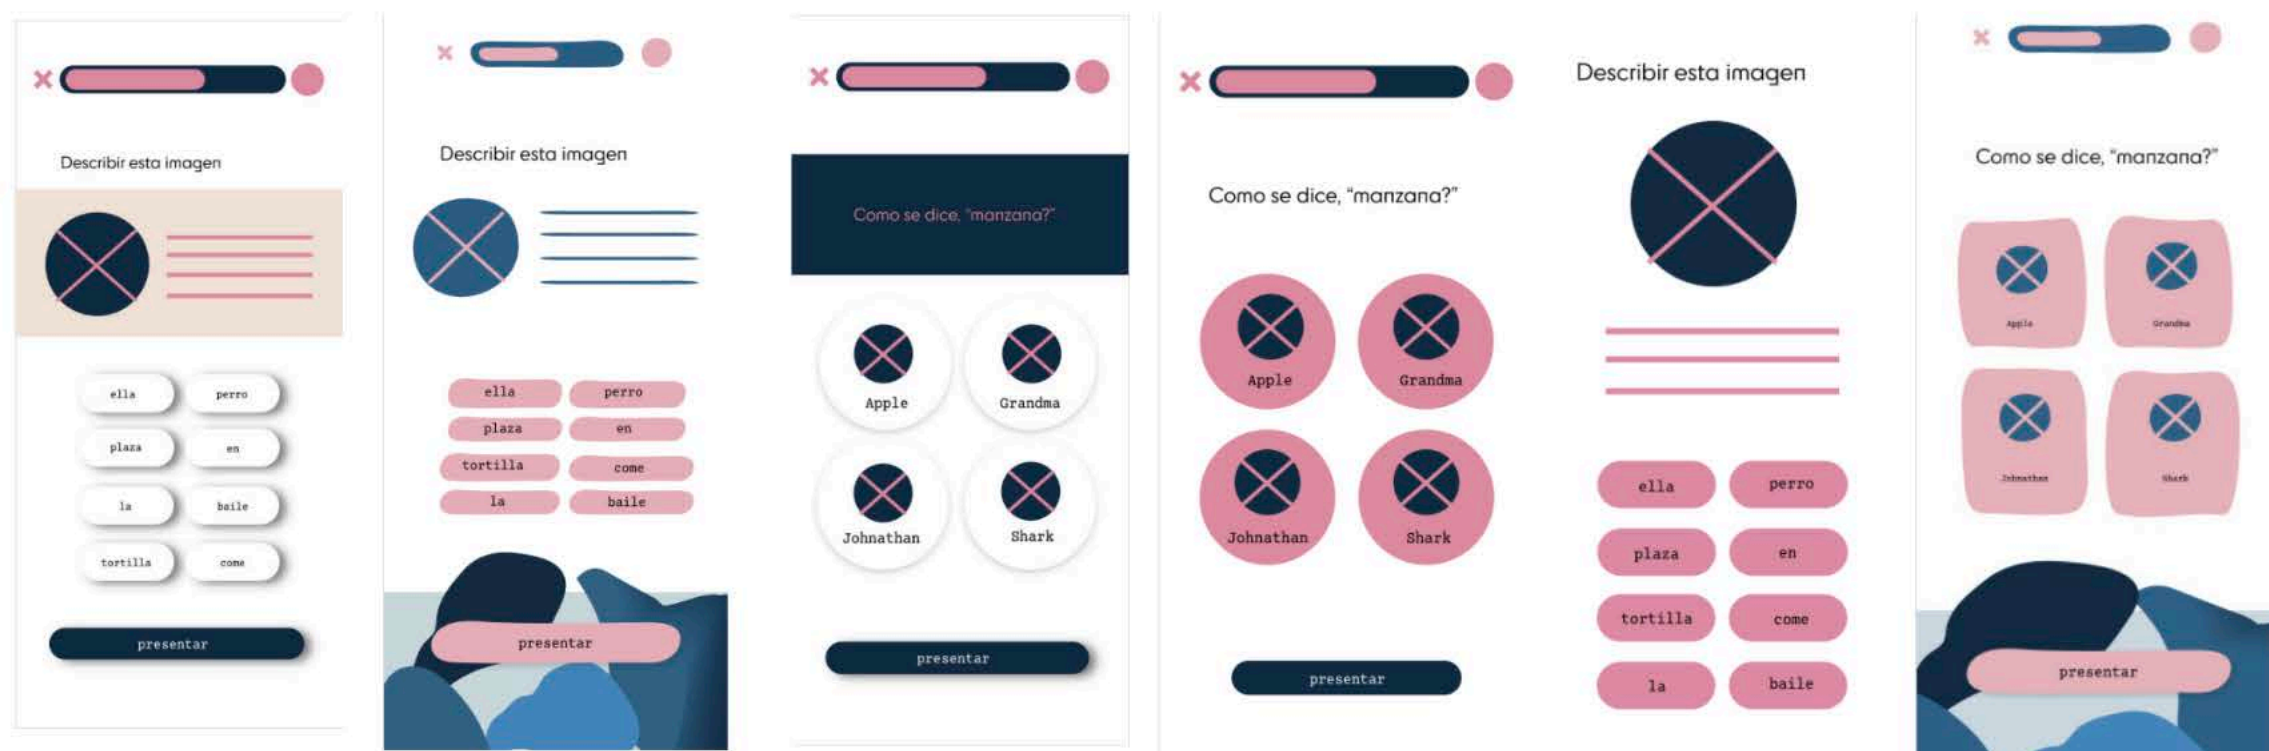 Describir esta imagen
ella perro
plaza en
la baile
tortilla come
presentar
Describir esta imagen
ella perro
plaza en
tortilla come
la baile
presentar
Como se dice, “manzana?”
Apple Grandma
Johnathan Shark
presentar
Como se dice, “manzana?”
Apple Grandma
Johnathan Shark
presentar
Describir esta imagen
ella perro
plaza en
tortilla come
la baile
Como se dice, “manzana?”
Apple Grandma
Johnathan Shark
presentar